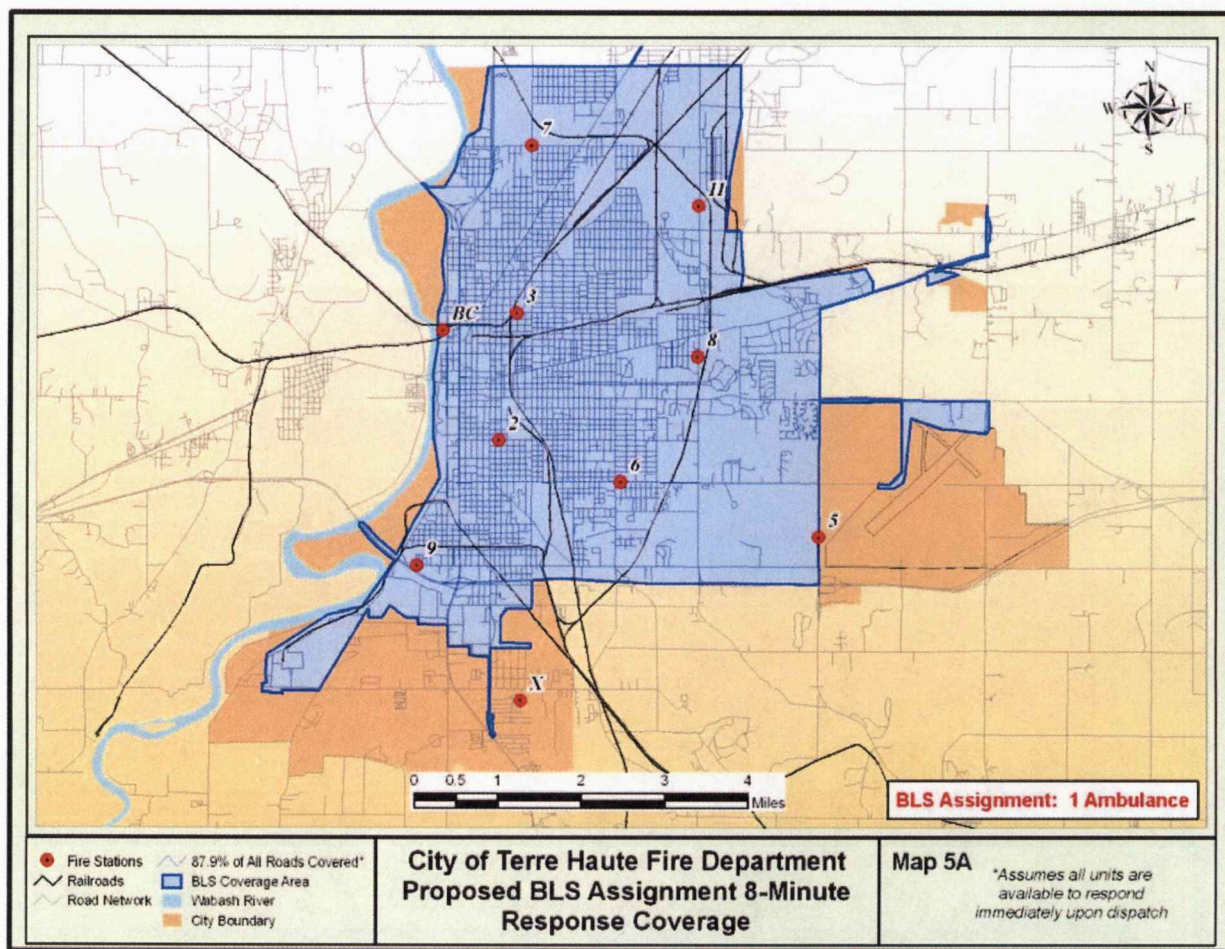 N
W E
S
7
11
3
BC
8
2
6
5
9
X
0 0.5 1 2 3 4
Miles
BLS Assignment: 1 Ambulance
Fire Stations
Railroads
Road Network
87.9% of All Roads Covered*
BLS Coverage Area
Wabash River
City Boundary
City of Terre Haute Fire Department
Proposed BLS Assignment 8-Minute
Response Coverage
Map 5A
*Assumes all units are
available to respond
immediately upon dispatch